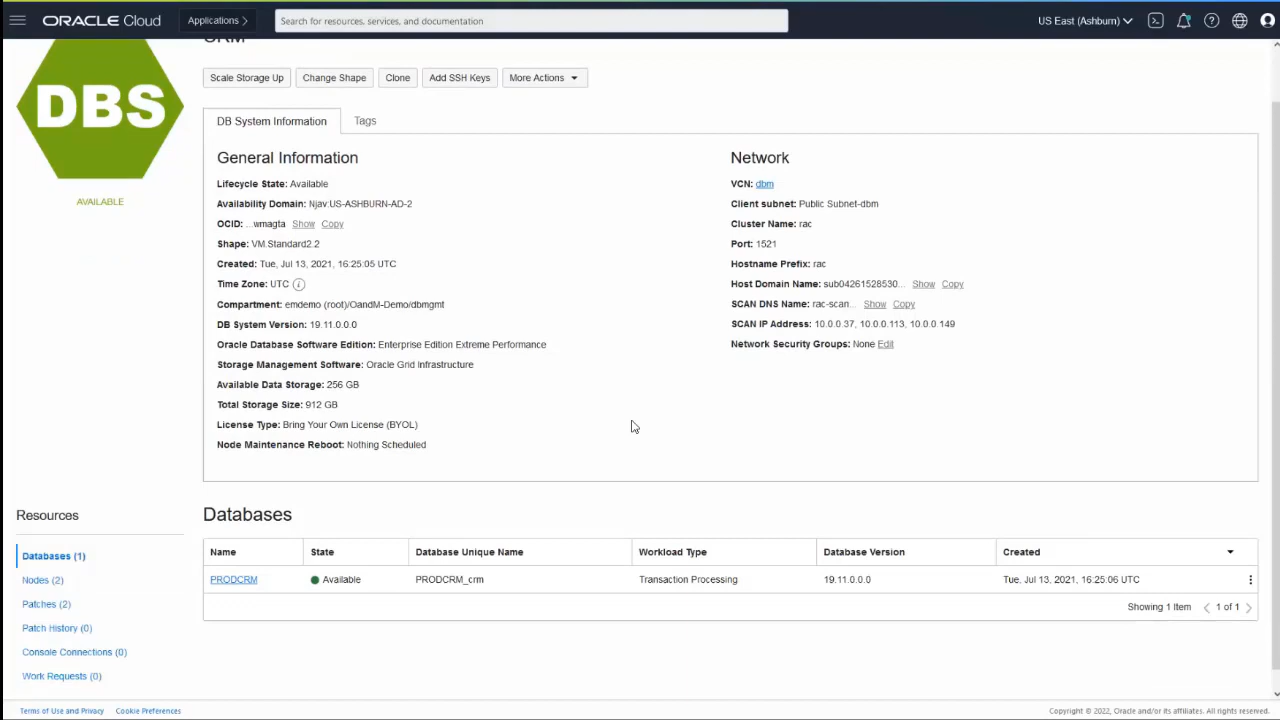 ORACLE Cloud
Applications
Search for resources, services, and documentation
US East (Ashburn)
CRM
DBS
AVAILABLE
Scale Storage Up
Change Shape
Clone
Add SSH Keys
More Actions
DB System Information
Tags
General Information
Lifecycle State: Available
Availability Domain: Njav:US-ASHBURN-AD-2
OCID: ...wmagta Show Copy
Shape: VM.Standard2.2
Created: Tue, Jul 13, 2021, 16:25:05 UTC
Time Zone: UTC
Compartment: emdemo (root)/OandM-Demo/dbmgmt
DB System Version: 19.11.0.0.0
Oracle Database Software Edition: Enterprise Edition Extreme Performance
Storage Management Software: Oracle Grid Infrastructure
Available Data Storage: 256 GB
Total Storage Size: 912 GB
License Type: Bring Your Own License (BYOL)
Node Maintenance Reboot: Nothing Scheduled
Network
VCN: dbm
Client subnet: Public Subnet-dbm
Cluster Name: rac
Port: 1521
Hostname Prefix: rac
Host Domain Name: sub04261528530... Show Copy
SCAN DNS Name: rac-scan... Show Copy
SCAN IP Address: 10.0.0.37, 10.0.0.113, 10.0.0.149
Network Security Groups: None Edit
Resources
Databases (1)
Nodes (2)
Patches (2)
Patch History (0)
Console Connections (0)
Work Requests (0)
Databases
Name State Database Unique Name Workload Type Database Version Created
PRODCRM Available PRODCRM_crm Transaction Processing 19.11.0.0.0 Tue, Jul 13, 2021, 16:25:06 UTC
Showing 1 Item 1 of 1
Terms of Use and Privacy Cookie Preferences
Copyright © 2022, Oracle and/or its affiliates. All rights reserved.